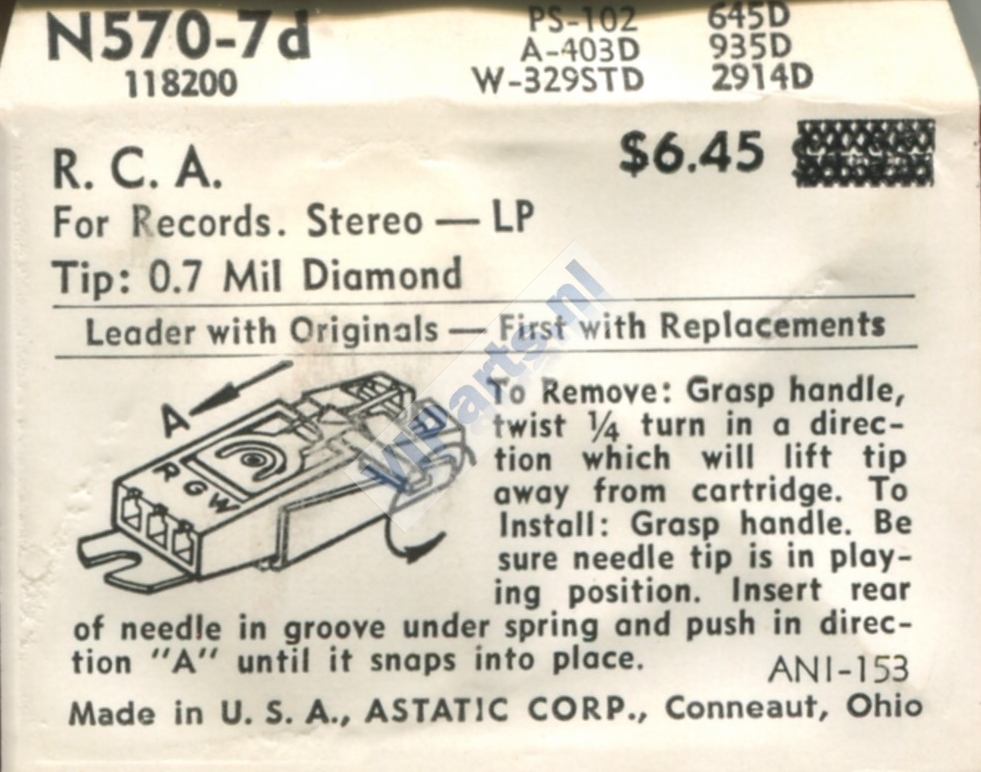 N570-7d
118200
PS-102 645D
A-403D 935D
W-329STD 2914D
$6.45
R. C. A.
For Records. Stereo — LP
Tip: 0.7 Mil Diamond
Leader with Originals — First with Replacements
A
R G W
To Remove: Grasp handle,
twist ¼ turn in a direc-
tion which will lift tip
away from cartridge. To
Install: Grasp handle. Be
sure needle tip is in play-
ing position. Insert rear
of needle in groove under spring and push in direc-
tion "A" until it snaps into place.
ANI-153
Made in U. S. A., ASTATIC CORP., Conneaut, Ohio
VLParts.nl